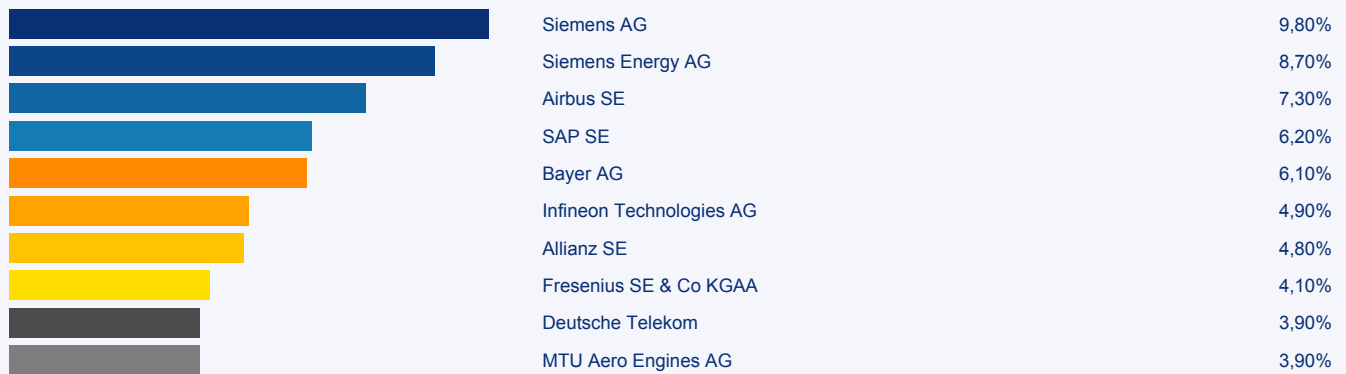 Siemens AG 9,80%
Siemens Energy AG 8,70%
Airbus SE 7,30%
SAP SE 6,20%
Bayer AG 6,10%
Infineon Technologies AG 4,90%
Allianz SE 4,80%
Fresenius SE & Co KGAA 4,10%
Deutsche Telekom 3,90%
MTU Aero Engines AG 3,90%